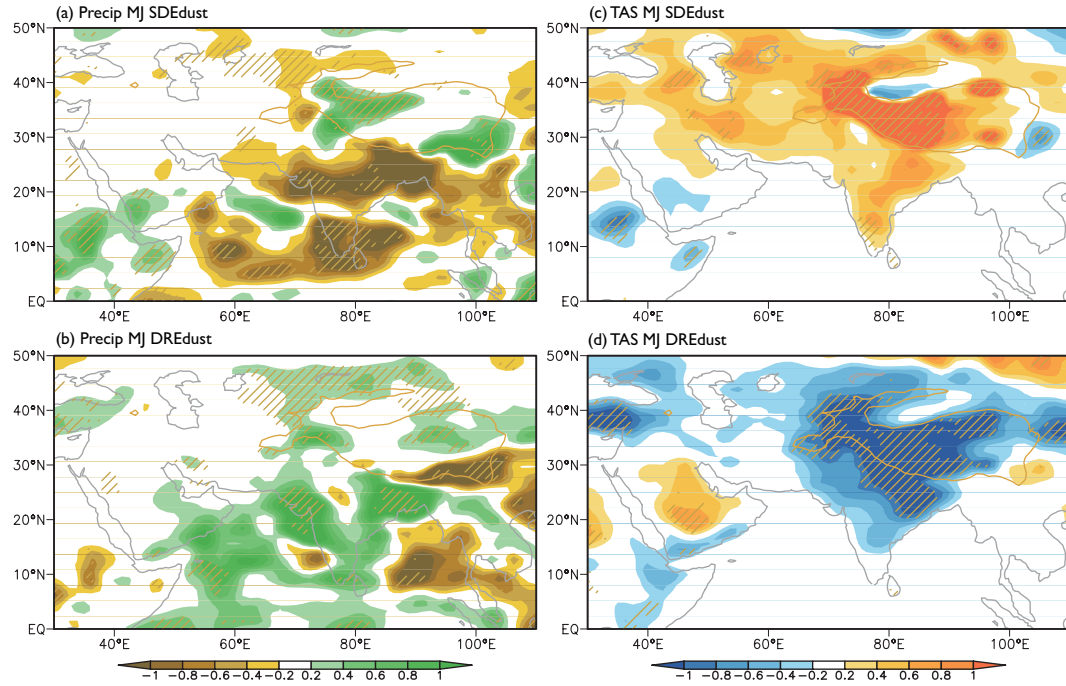 (a) Precip MJ SDEdust
50°N
40°N
30°N
20°N
10°N
EQ
40°E 60°E 80°E 100°E
(c) TAS MJ SDEdust
50°N
40°N
30°N
20°N
10°N
EQ
40°E 60°E 80°E 100°E
(b) Precip MJ DREdust
50°N
40°N
30°N
20°N
10°N
EQ
40°E 60°E 80°E 100°E
(d) TAS MJ DREdust
50°N
40°N
30°N
20°N
10°N
EQ
40°E 60°E 80°E 100°E
-1 -0.8 -0.6 -0.4 -0.2 0.2 0.4 0.6 0.8 1
-1 -0.8 -0.6 -0.4 -0.2 0.2 0.4 0.6 0.8 1